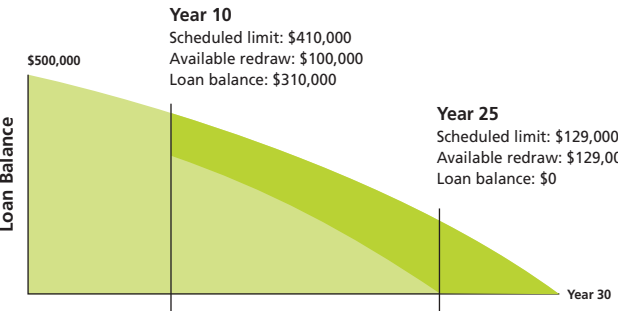 Year 10
Scheduled limit: $410,000
Available redraw: $100,000
Loan balance: $310,000
$500,000
Year 25
Scheduled limit: $129,000
Available redraw: $129,00
Loan balance: $0
Loan Balance
Year 30